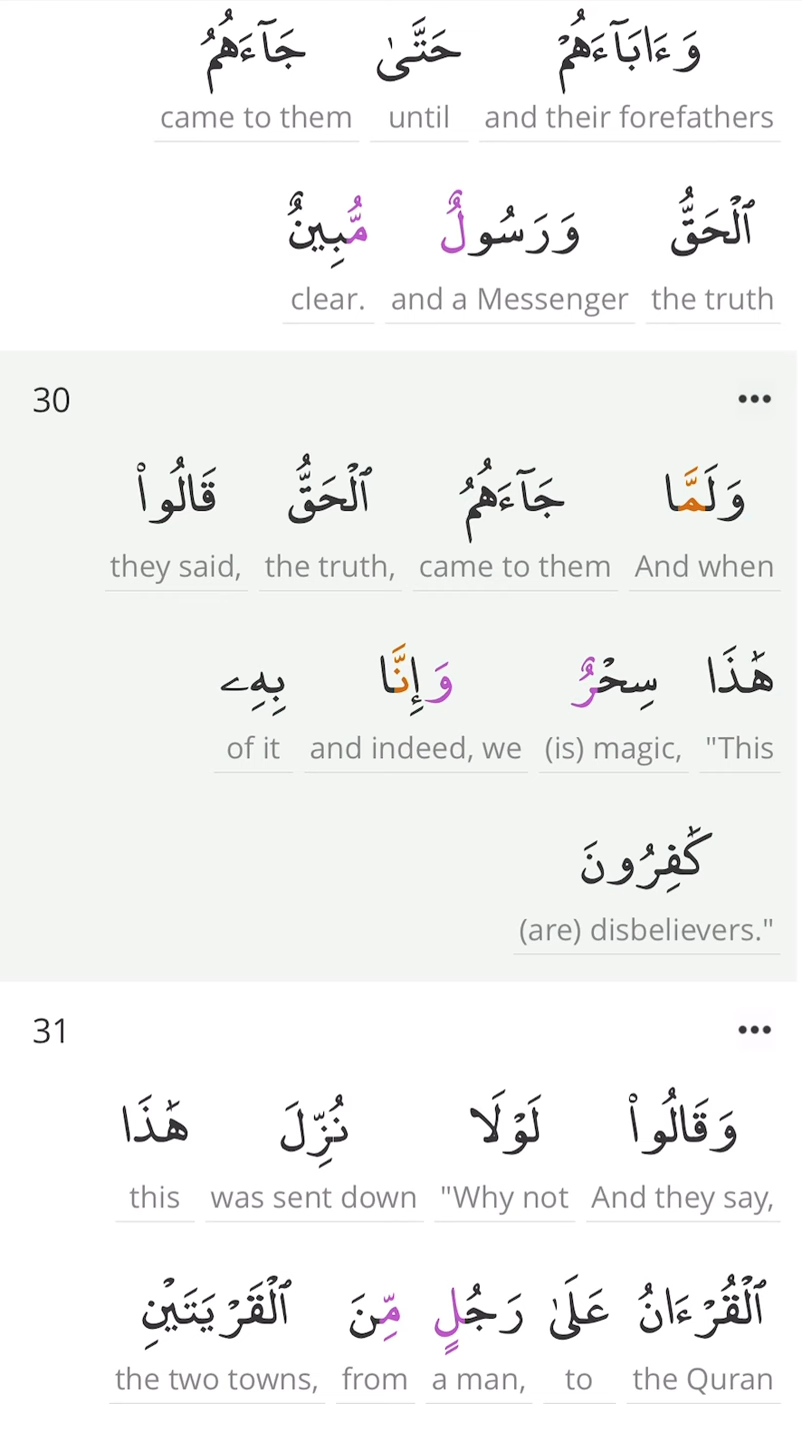 وَءَابَآءَهُمْ حَتَّىٰ جَآءَهُمُ
and their forefathers until came to them
ٱلْحَقُّ وَرَسُولٌ مُّبِينٌ
the truth and a Messenger clear.
30
وَلَمَّا جَآءَهُمُ ٱلْحَقُّ قَالُوا۟
And when came to them the truth, they said,
هَٰذَا سِحْرٌ وَإِنَّا بِهِۦ
"This (is) magic, and indeed, we of it
كَٰفِرُونَ
(are) disbelievers."
31
وَقَالُوا۟ لَوْلَا نُزِّلَ هَٰذَا
And they say, "Why not was sent down this
ٱلْقُرْءَانُ عَلَىٰ رَجُلٍ مِّنَ ٱلْقَرْيَتَيْنِ
the Quran to a man, from the two towns,